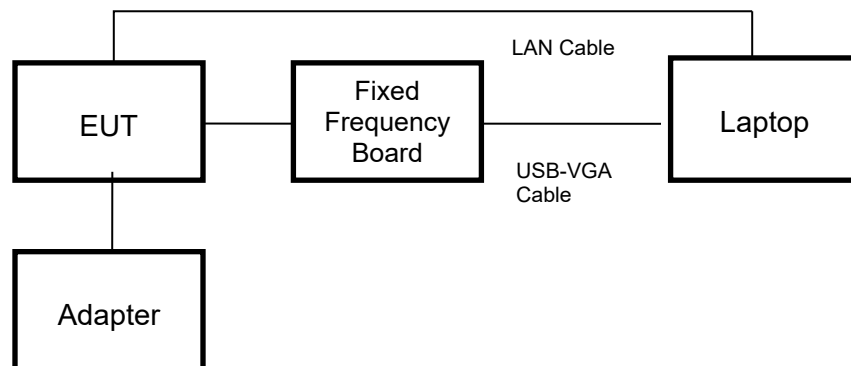 LAN Cable
EUT
Fixed
Frequency
Board
Laptop
USB-VGA
Cable
Adapter